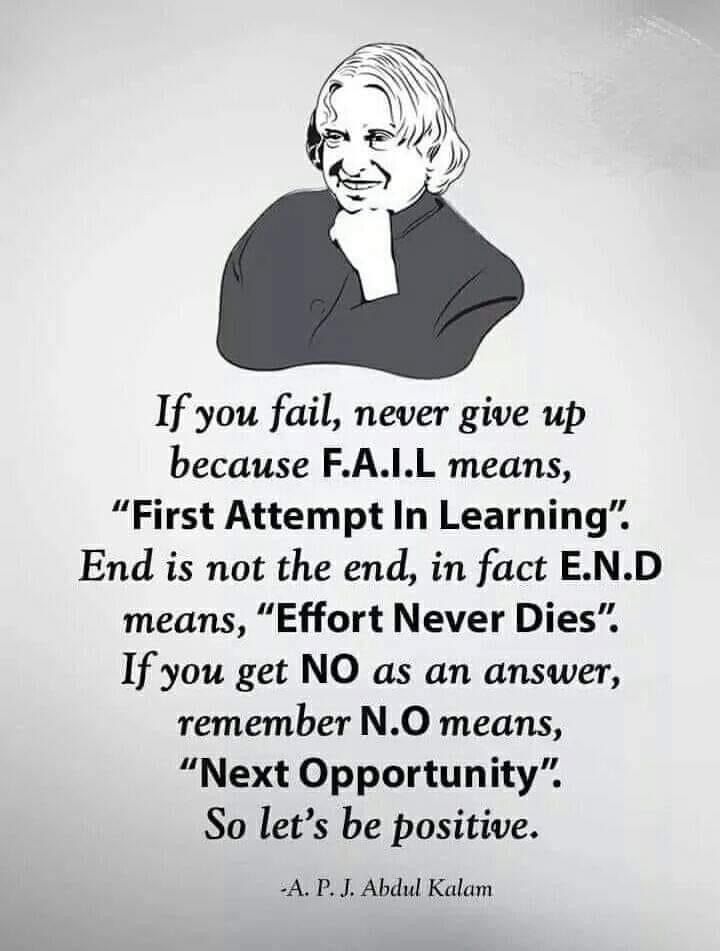 If you fail, never give up
because F.A.I.L means,
“First Attempt In Learning”.
End is not the end, in fact E.N.D
means, “Effort Never Dies”.
If you get NO as an answer,
remember N.O means,
“Next Opportunity”.
So let’s be positive.
-A. P. J. Abdul Kalam